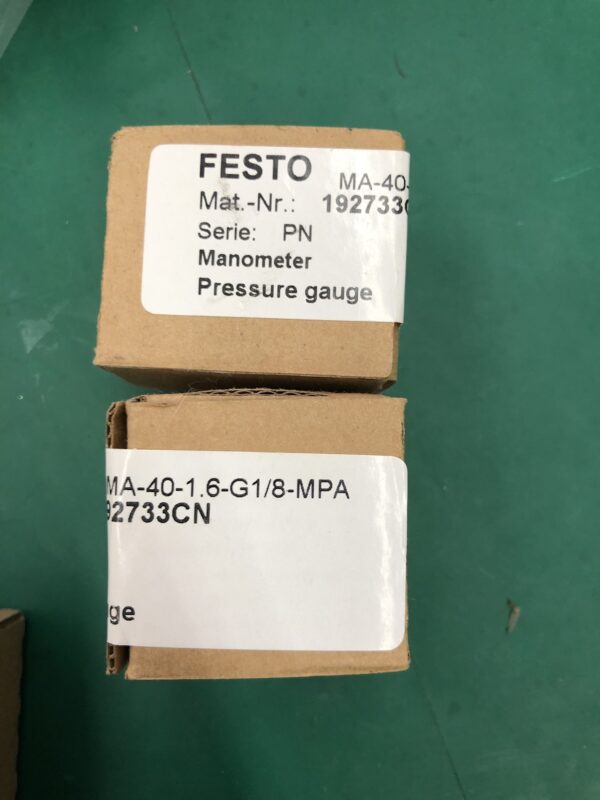 FESTO
MA-40-
Mat.-Nr.: 192733C
Serie: PN
Manometer
Pressure gauge
MA-40-1.6-G1/8-MPA
92733CN
ge